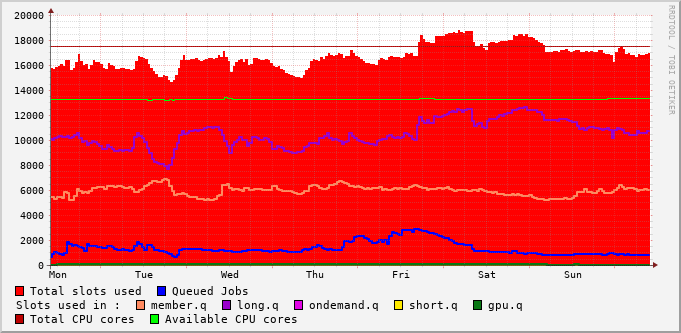 20000
18000
16000
14000
12000
10000
8000
6000
4000
2000
0
Mon Tue Wed Thu Fri Sat Sun
RRDTOOL / TOBI OETIKER
Total slots used Queued Jobs
Slots used in : member.q long.q ondemand.q short.q gpu.q
Total CPU cores Available CPU cores